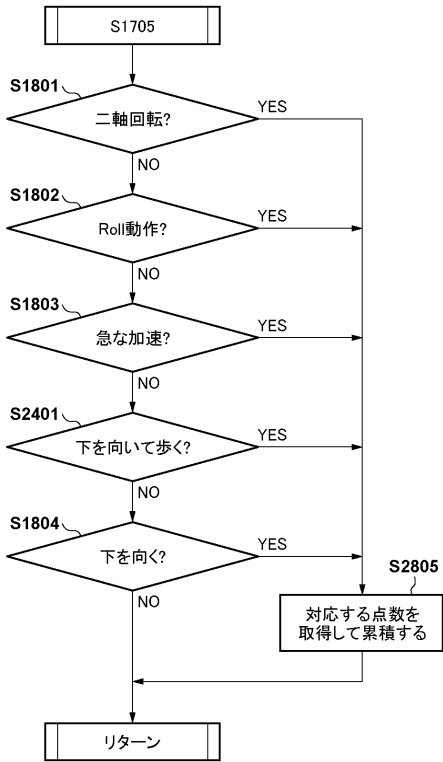 S1705
S1801
二軸回転?
YES
NO
S1802
Roll動作?
YES
NO
S1803
急な加速?
YES
NO
S2401
下を向いて歩く?
YES
NO
S1804
下を向く?
YES
NO
S2805
対応する点数を
取得して累積する
リターン